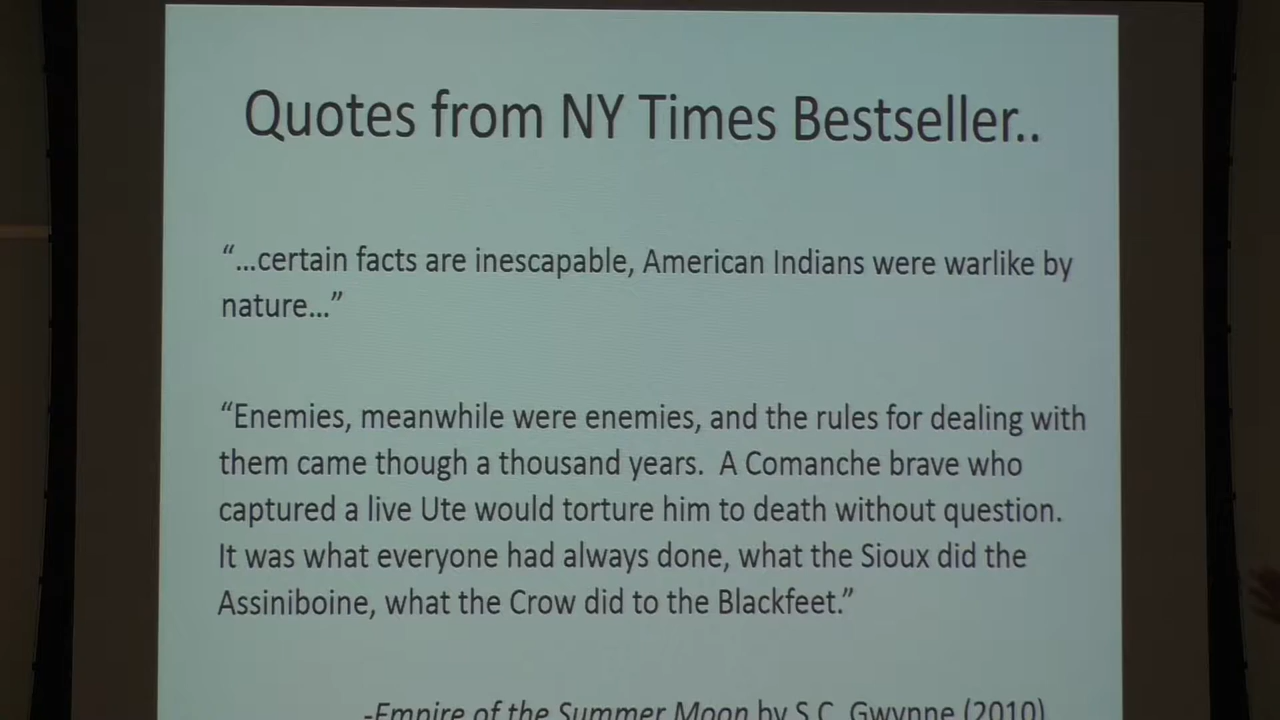 Quotes from NY Times Bestseller..
“...certain facts are inescapable, American Indians were warlike by
nature...”
“Enemies, meanwhile were enemies, and the rules for dealing with
them came though a thousand years.  A Comanche brave who
captured a live Ute would torture him to death without question.
It was what everyone had always done, what the Sioux did the
Assiniboine, what the Crow did to the Blackfeet.”
-Empire of the Summer Moon by S.C. Gwynne (2010)